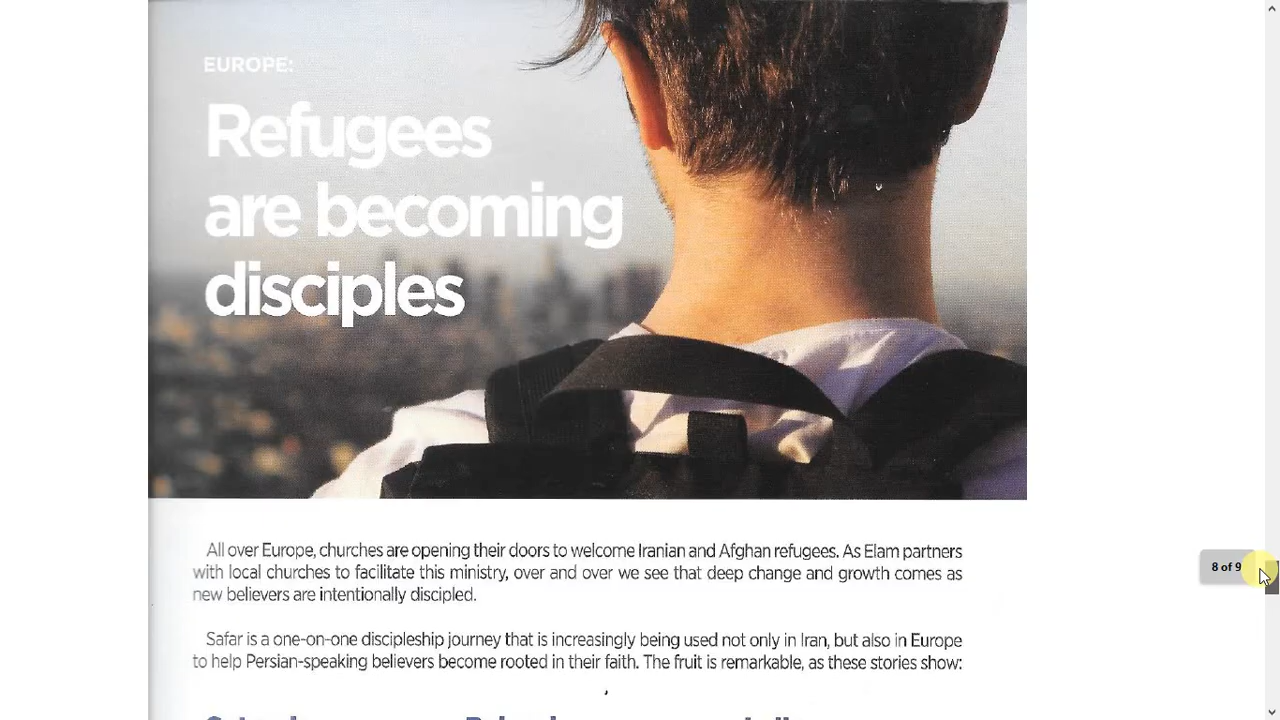 EUROPE:
Refugees
are becoming
disciples
All over Europe, churches are opening their doors to welcome Iranian and Afghan refugees. As Elam partners
with local churches to facilitate this ministry, over and over we see that deep change and growth comes as
new believers are intentionally discipled.
Safar is a one-on-one discipleship journey that is increasingly being used not only in Iran, but also in Europe
to help Persian-speaking believers become rooted in their faith. The fruit is remarkable, as these stories show:
8 of 9